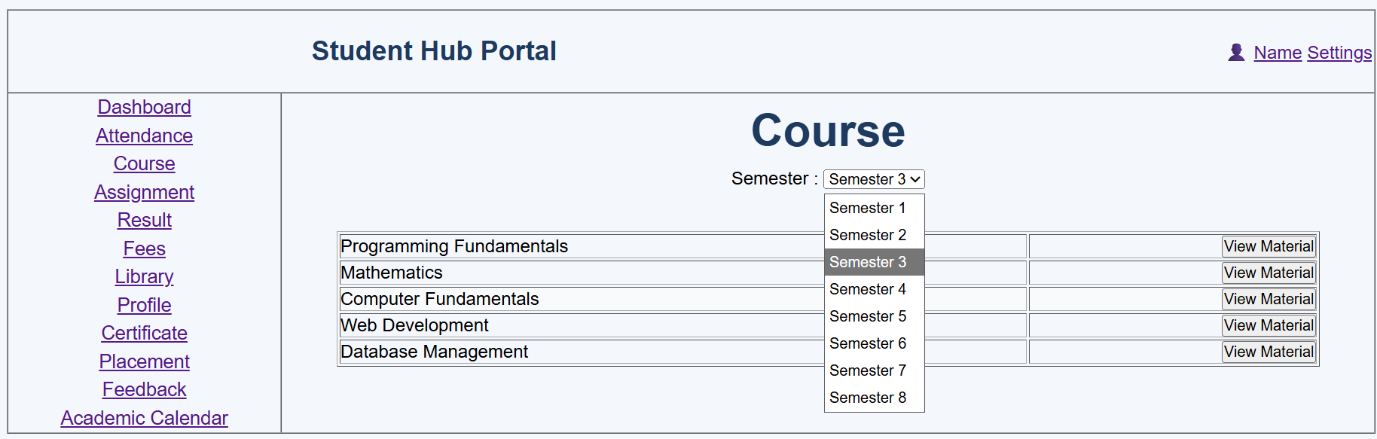 Student Hub Portal
Name Settings
Dashboard
Attendance
Course
Assignment
Result
Fees
Library
Profile
Certificate
Placement
Feedback
Academic Calendar
Course
Semester : Semester 3
Semester 1
Semester 2
Semester 3
Semester 4
Semester 5
Semester 6
Semester 7
Semester 8
Programming Fundamentals View Material
Mathematics View Material
Computer Fundamentals View Material
Web Development View Material
Database Management View Material